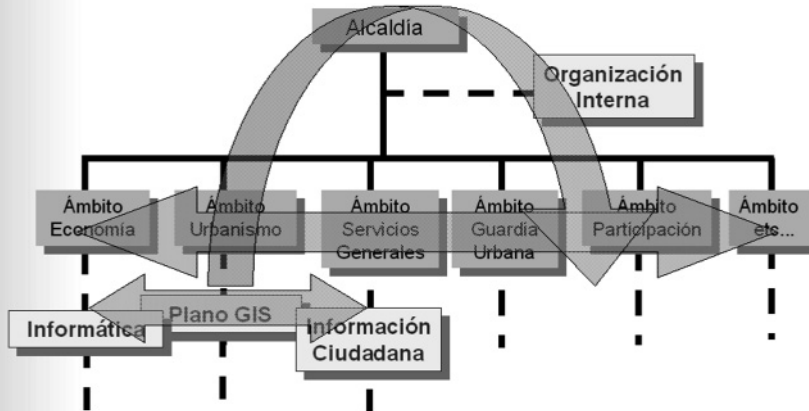 Alcaldía
Organización
Interna
Ámbito
Economía
Ámbito
Urbanismo
Ámbito
Servicios
Generales
Ámbito
Guardia
Urbana
Ámbito
Participación
Ámbito
etc...
Informática
Plano GIS
Información
Ciudadana